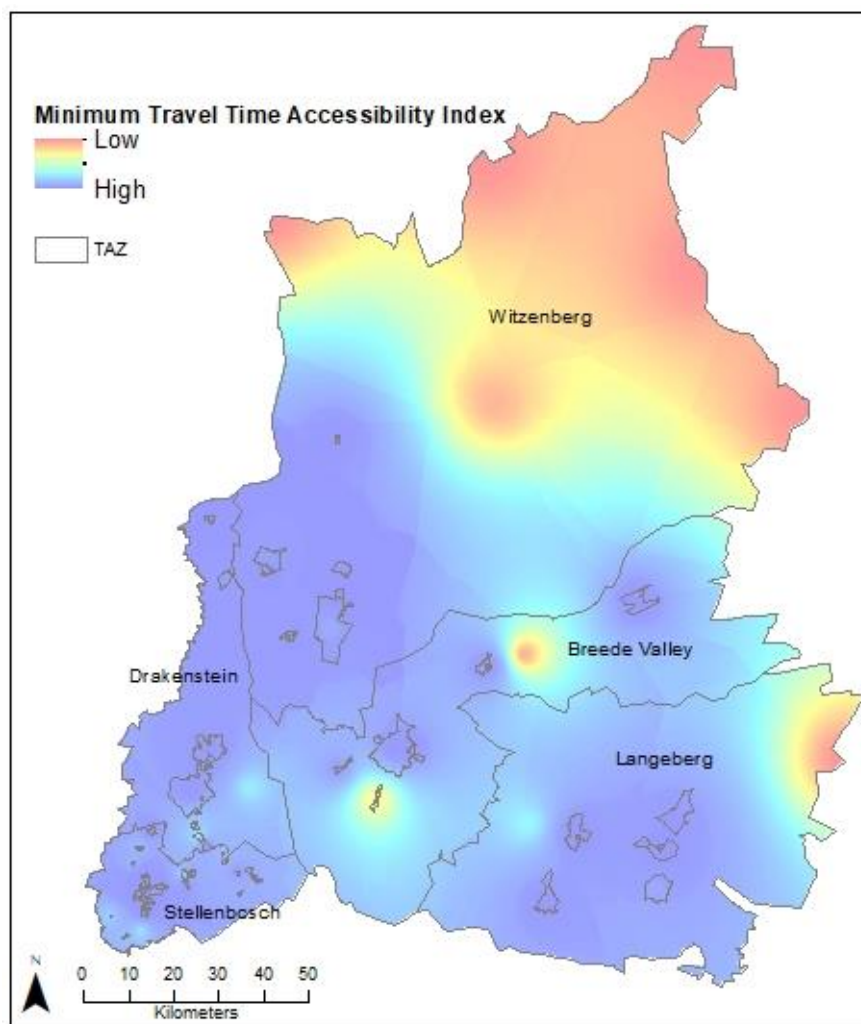 Minimum Travel Time Accessibility Index
Low
High
TAZ
Witzenberg
Breede Valley
Drakenstein
Langeberg
Stellenbosch
N
0 10 20 30 40 50
Kilometers